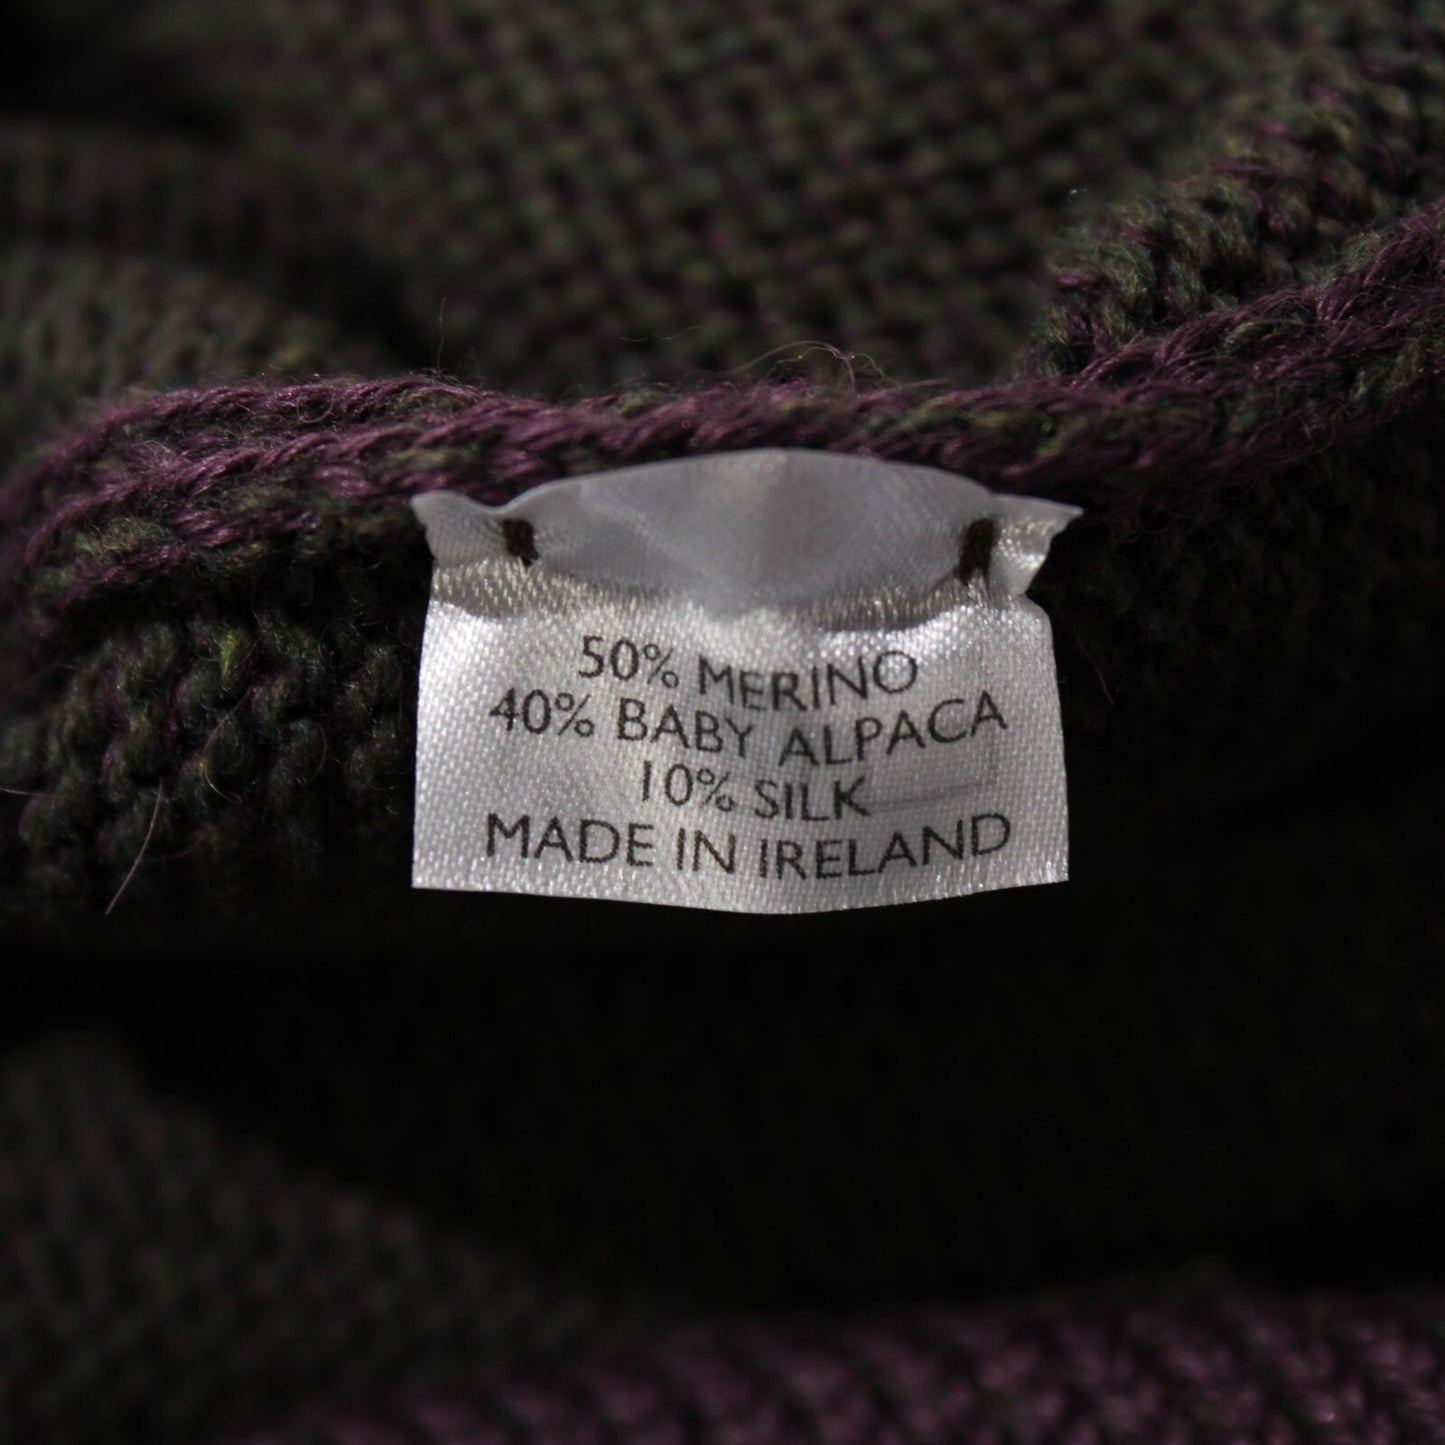 50% MERINO
40% BABY ALPACA
10% SILK
MADE IN IRELAND